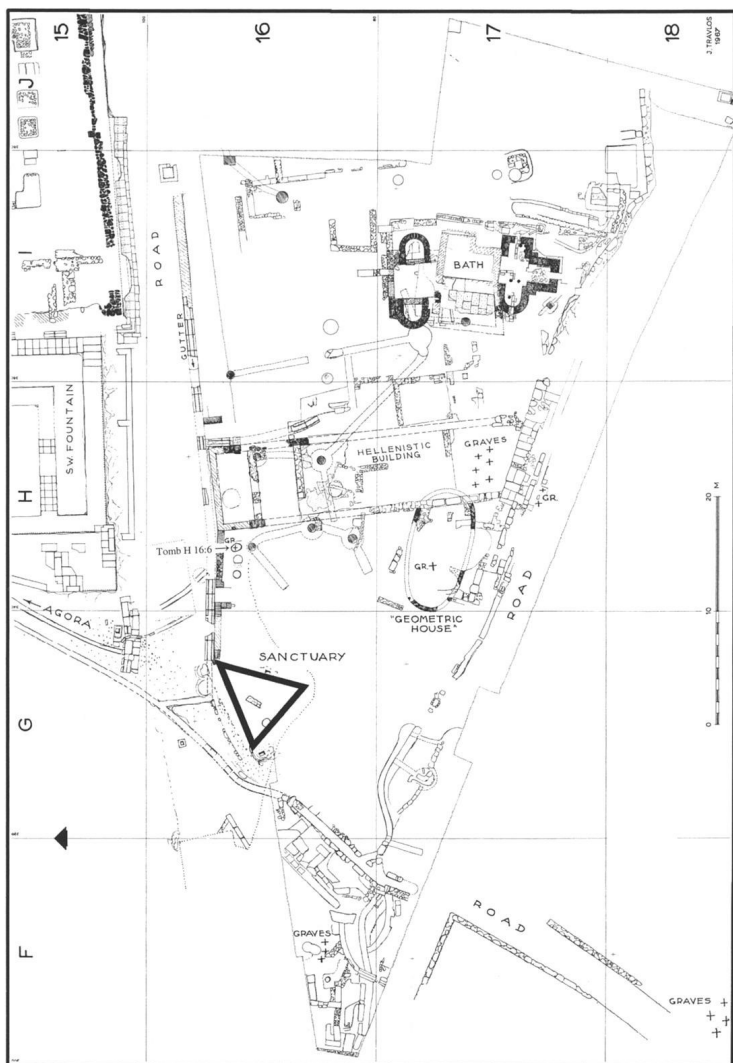 15
16
17
18
J. TRAVLOS
1967
J
I
H
G
F
ROAD
GUTTER
BATH
S.W. FOUNTAIN
HELLENISTIC
BUILDING
GRAVES
GR.
GR.
Tomb H 16:6
GR.
"GEOMETRIC
HOUSE"
ROAD
AGORA
SANCTUARY
GRAVES
ROAD
GRAVES
0
10
20 M